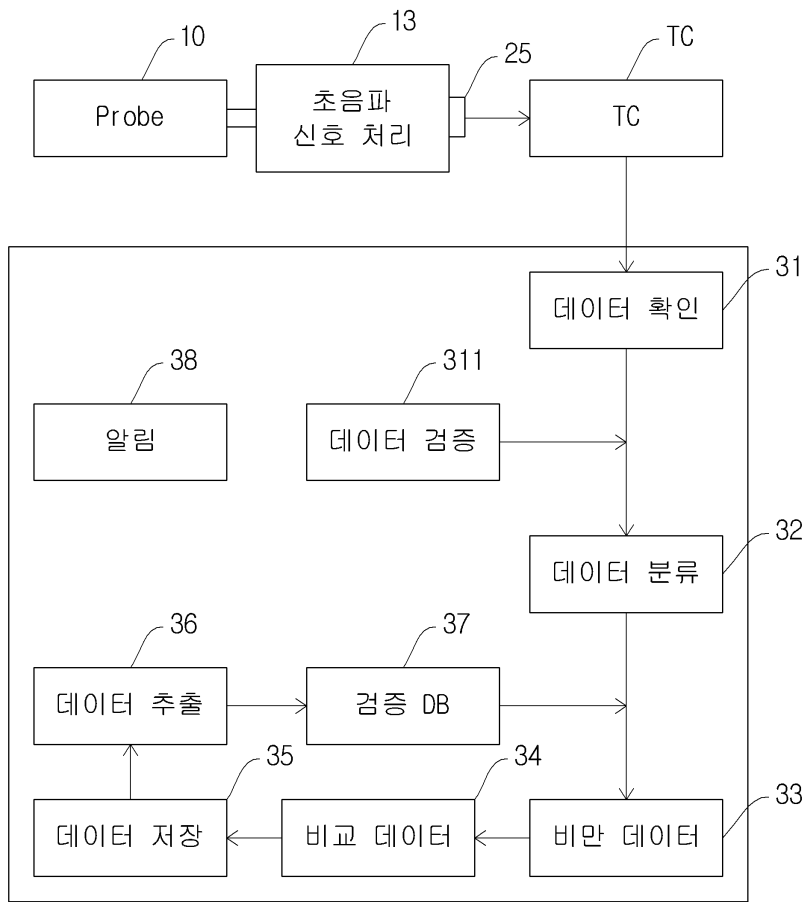 10
13
25
TC
Probe
초음파
신호 처리
TC
31
데이터 확인
38
311
알림
데이터 검증
32
데이터 분류
36
37
데이터 추출
검증 DB
35
34
33
데이터 저장
비교 데이터
비만 데이터